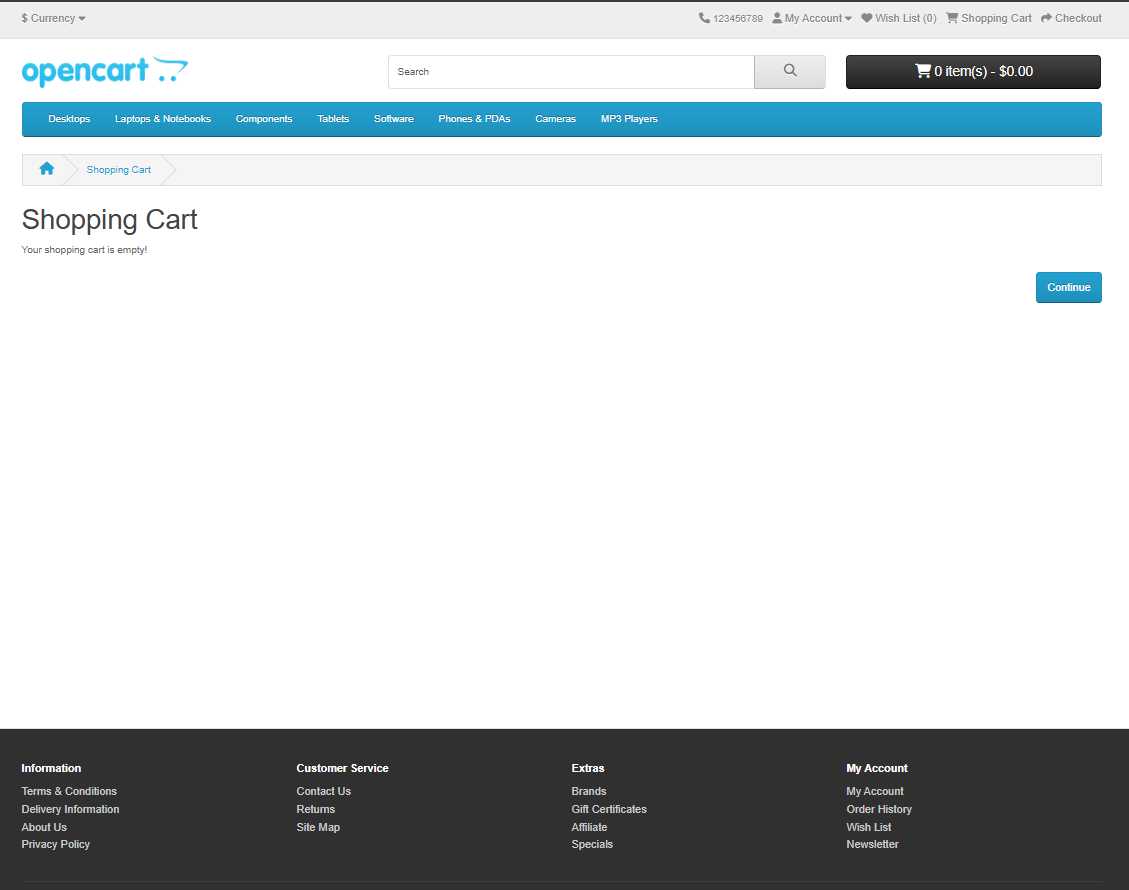 $ Currency
123456789 My Account Wish List (0) Shopping Cart Checkout
opencart
Search
0 item(s) - $0.00
Desktops Laptops & Notebooks Components Tablets Software Phones & PDAs Cameras MP3 Players
Shopping Cart
Shopping Cart
Your shopping cart is empty!
Continue
Information
Terms & Conditions
Delivery Information
About Us
Privacy Policy
Customer Service
Contact Us
Returns
Site Map
Extras
Brands
Gift Certificates
Affiliate
Specials
My Account
My Account
Order History
Wish List
Newsletter